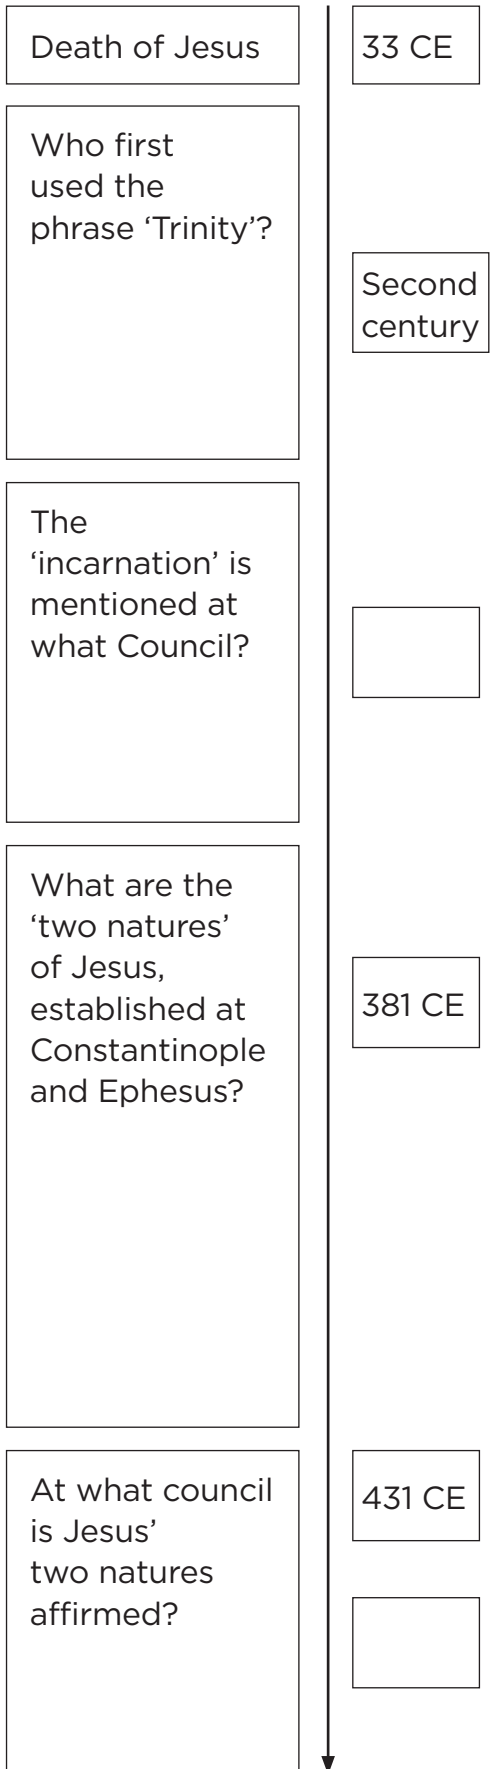 Death of Jesus
33 CE
Who first
used the
phrase ‘Trinity’?
Second
century
The
‘incarnation’ is
mentioned at
what Council?
What are the
‘two natures’
of Jesus,
established at
Constantinople
and Ephesus?
381 CE
At what council
is Jesus’
two natures
affirmed?
431 CE